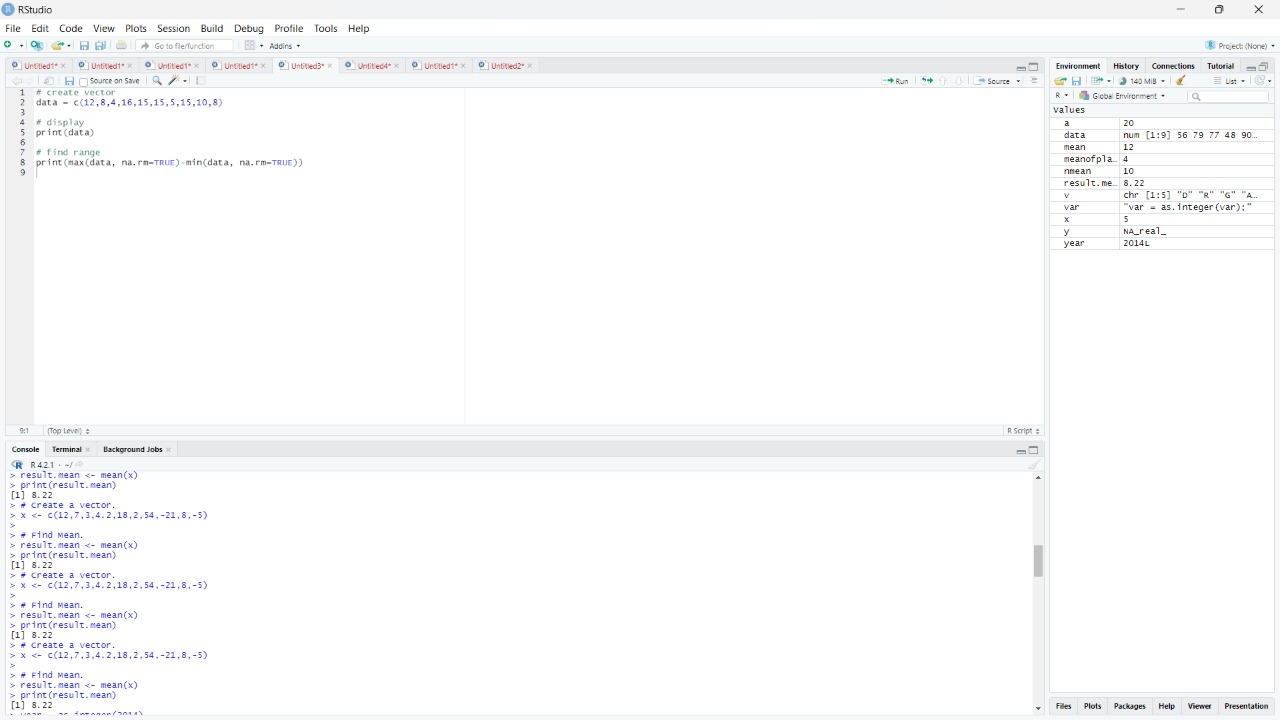 RStudio
File Edit Code View Plots Session Build Debug Profile Tools Help
Go to file/function Addins Project: (None)
Untitled1* Untitled1* Untitled1* Untitled1* Untitled3* Untitled4* Untitled1* Untitled2*
Source on Save Run Source
1 # create vector
2 data = c(12,8,4,16,15,15,5,15,10,8)
3
4 # display
5 print(data)
6
7 # find range
8 print(max(data, na.rm=TRUE)-min(data, na.rm=TRUE))
9
9:1 (Top Level) R Script
Console Terminal Background Jobs
R 4.2.1 · ~/
> result.mean <- mean(x)
> print(result.mean)
[1] 8.22
> # Create a vector.
> x <- c(12,7,3,4.2,18,2,54,-21,8,-5)
>
> # Find Mean.
> result.mean <- mean(x)
> print(result.mean)
[1] 8.22
> # Create a vector.
> x <- c(12,7,3,4.2,18,2,54,-21,8,-5)
>
> # Find Mean.
> result.mean <- mean(x)
> print(result.mean)
[1] 8.22
> # Create a vector.
> x <- c(12,7,3,4.2,18,2,54,-21,8,-5)
>
> # Find Mean.
> result.mean <- mean(x)
> print(result.mean)
[1] 8.22
> year = as.integer(2014)
Environment History Connections Tutorial
140 MiB List
R Global Environment
Values
a 20
data num [1:9] 56 79 77 48 90...
mean 12
meanofpla... 4
nmean 10
result.me... 8.22
v chr [1:5] "D" "R" "G" "A...
var "var = as.integer(var);"
x 5
y NA_real_
year 2014L
Files Plots Packages Help Viewer Presentation